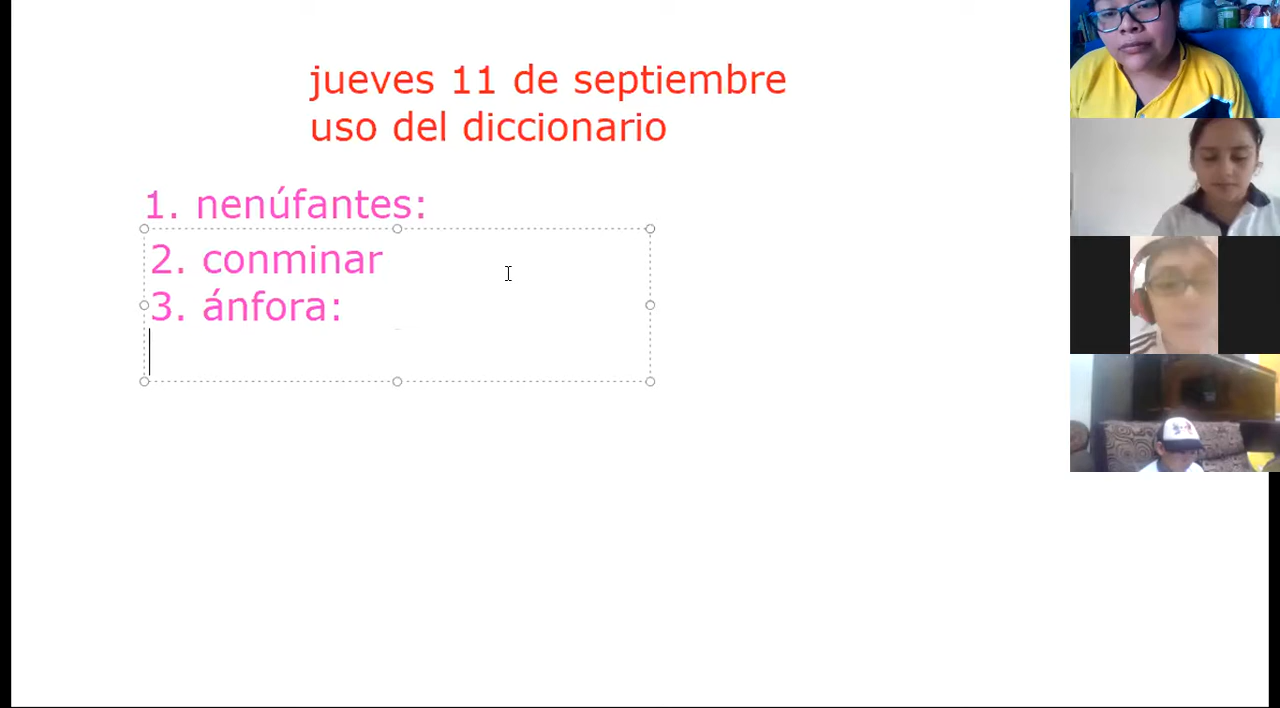 jueves 11 de septiembre
uso del diccionario
1. nenúfantes:
2. conminar
3. ánfora: